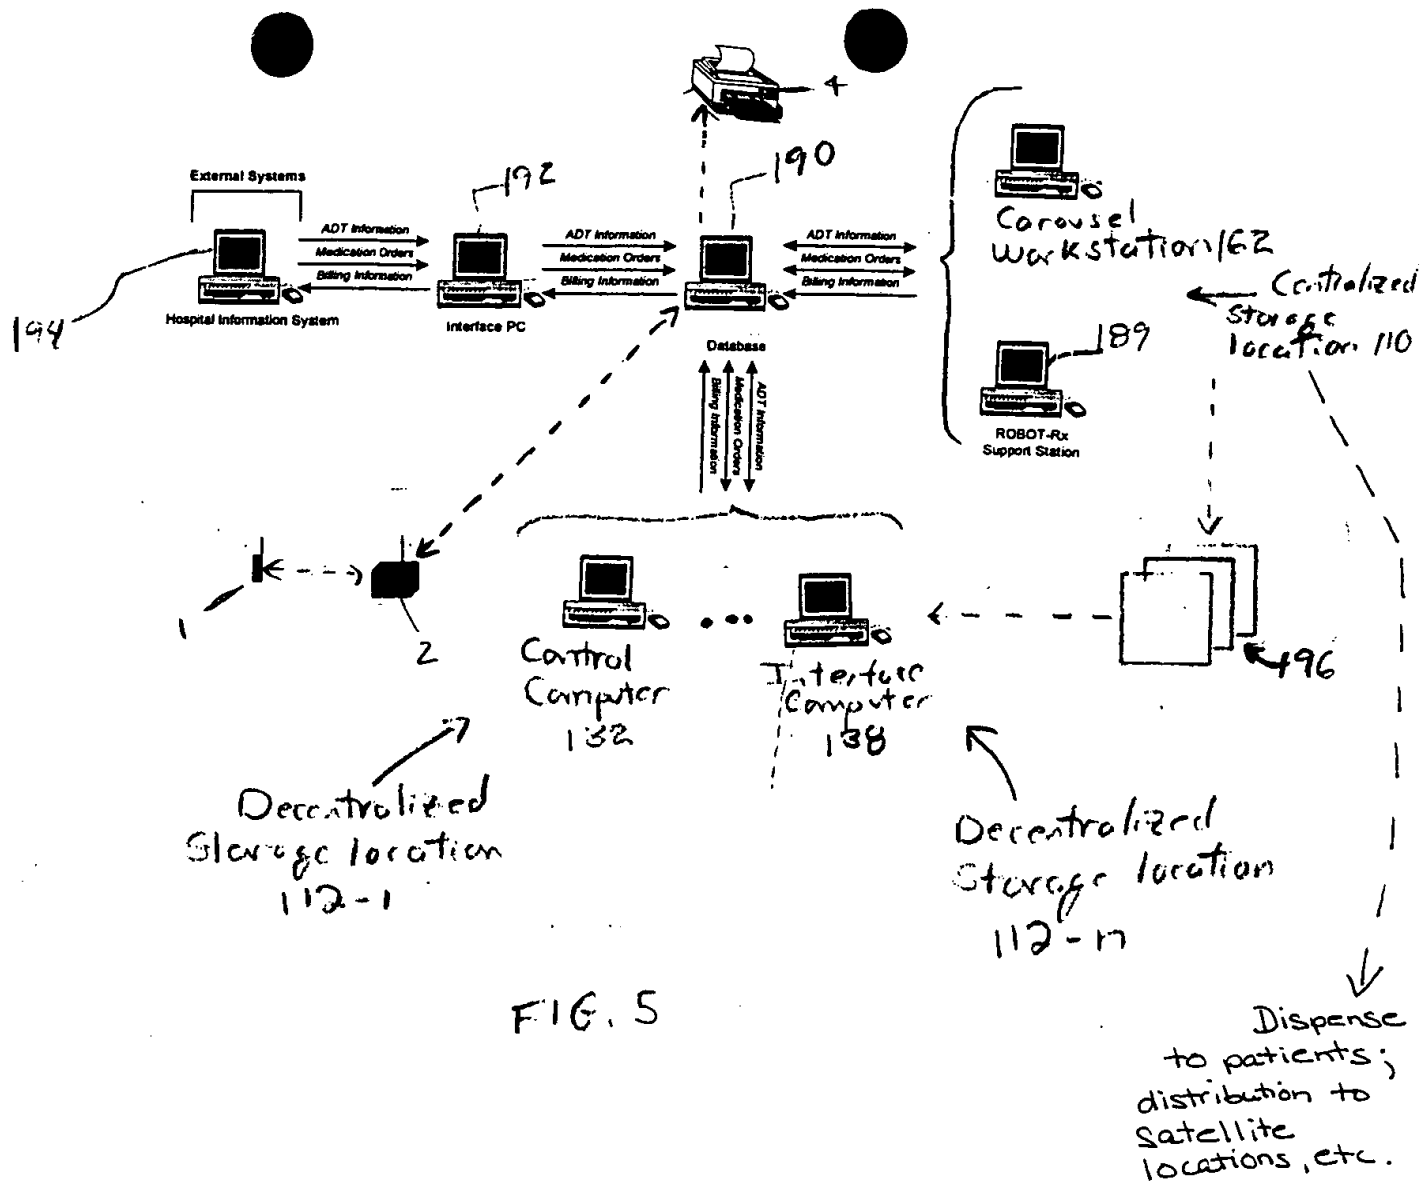 4
190
192
External Systems
ADT Information
Medication Orders
Billing Information
ADT Information
Medication Orders
Billing Information
ADT Information
Medication Orders
Billing Information
Carousel
Workstation 162
194
Hospital Information System
Interface PC
Database
Centralized
Storage
location 110
189
ROBOT-Rx
Support Station
Billing Information
Medication Orders
ADT Information
1
2
Control
Computer
132
Interface
Computer
138
196
Decentralized
Storage location
112-1
Decentralized
Storage location
112-n
FIG. 5
Dispense
to patients;
distribution to
satellite
locations, etc.